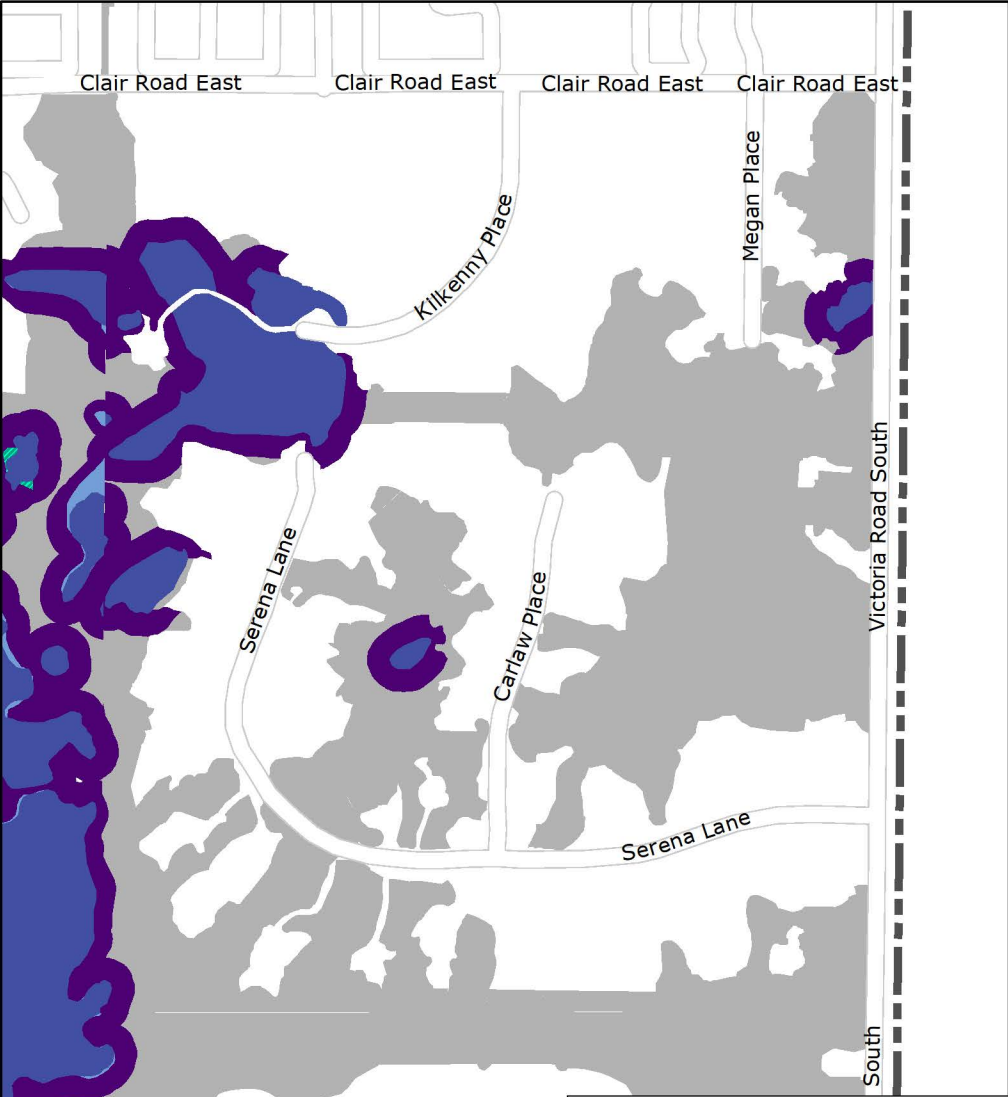 Clair Road East
Clair Road East
Clair Road East
Clair Road East
Megan Place
Kilkenny Place
Victoria Road South
Serena Lane
Carlaw Place
Serena Lane
South